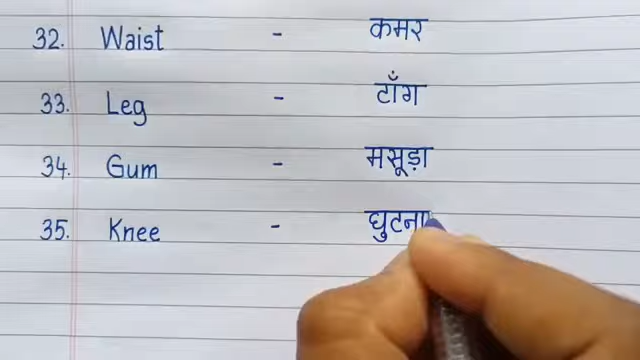 32. Waist - कमर
33. Leg - टाँग
34. Gum - मसूड़ा
35. Knee - घुटना